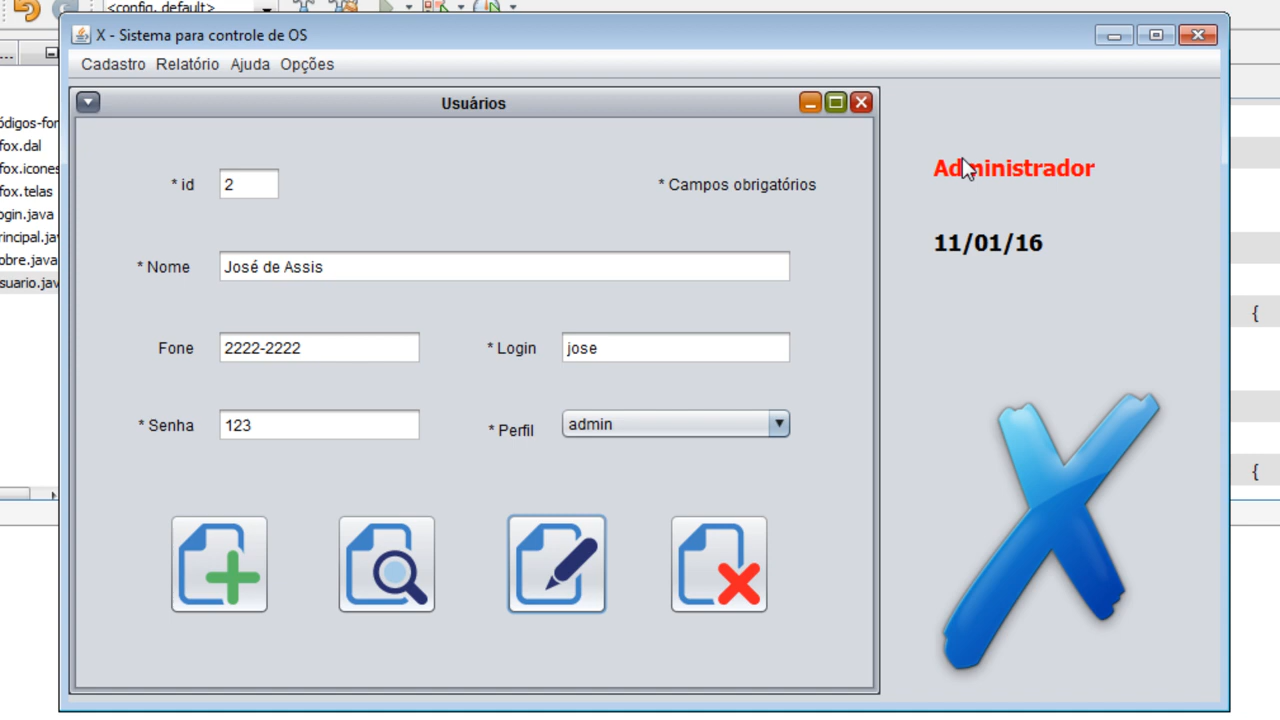 <config. default>
X - Sistema para controle de OS
Cadastro Relatório Ajuda Opções
...
Usuários
* id 2 * Campos obrigatórios
* Nome José de Assis
Fone 2222-2222 * Login jose
* Senha 123 * Perfil admin
Administrador
11/01/16
ódigos-for
fox.dal
fox.icones
fox.telas
ogin.java
rincipal.jav
obre.java
suario.jav
{
{